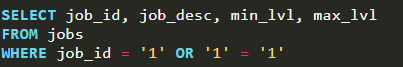 SELECT job_id, job_desc, min_lvl, max_lvl
FROM jobs
WHERE job_id = '1' OR '1' = '1'